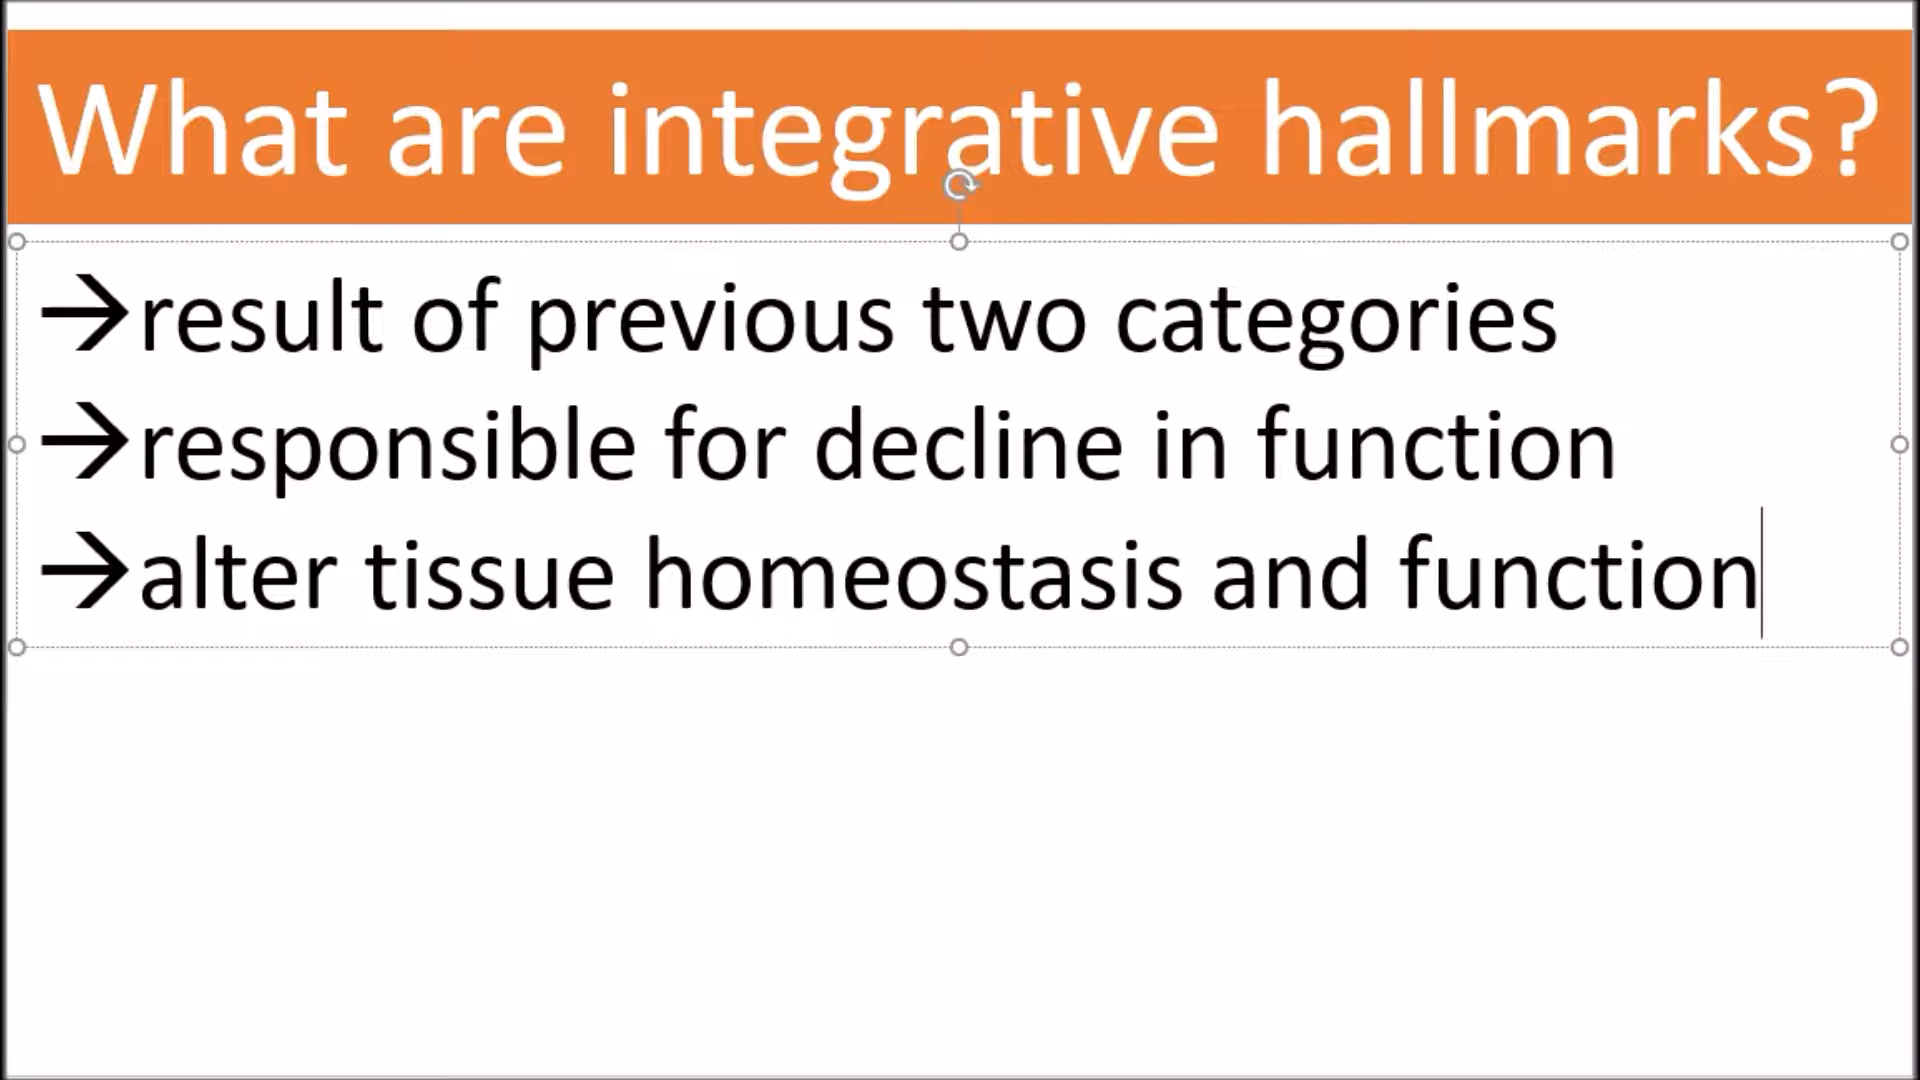 What are integrative hallmarks?
→result of previous two categories
→responsible for decline in function
→alter tissue homeostasis and function